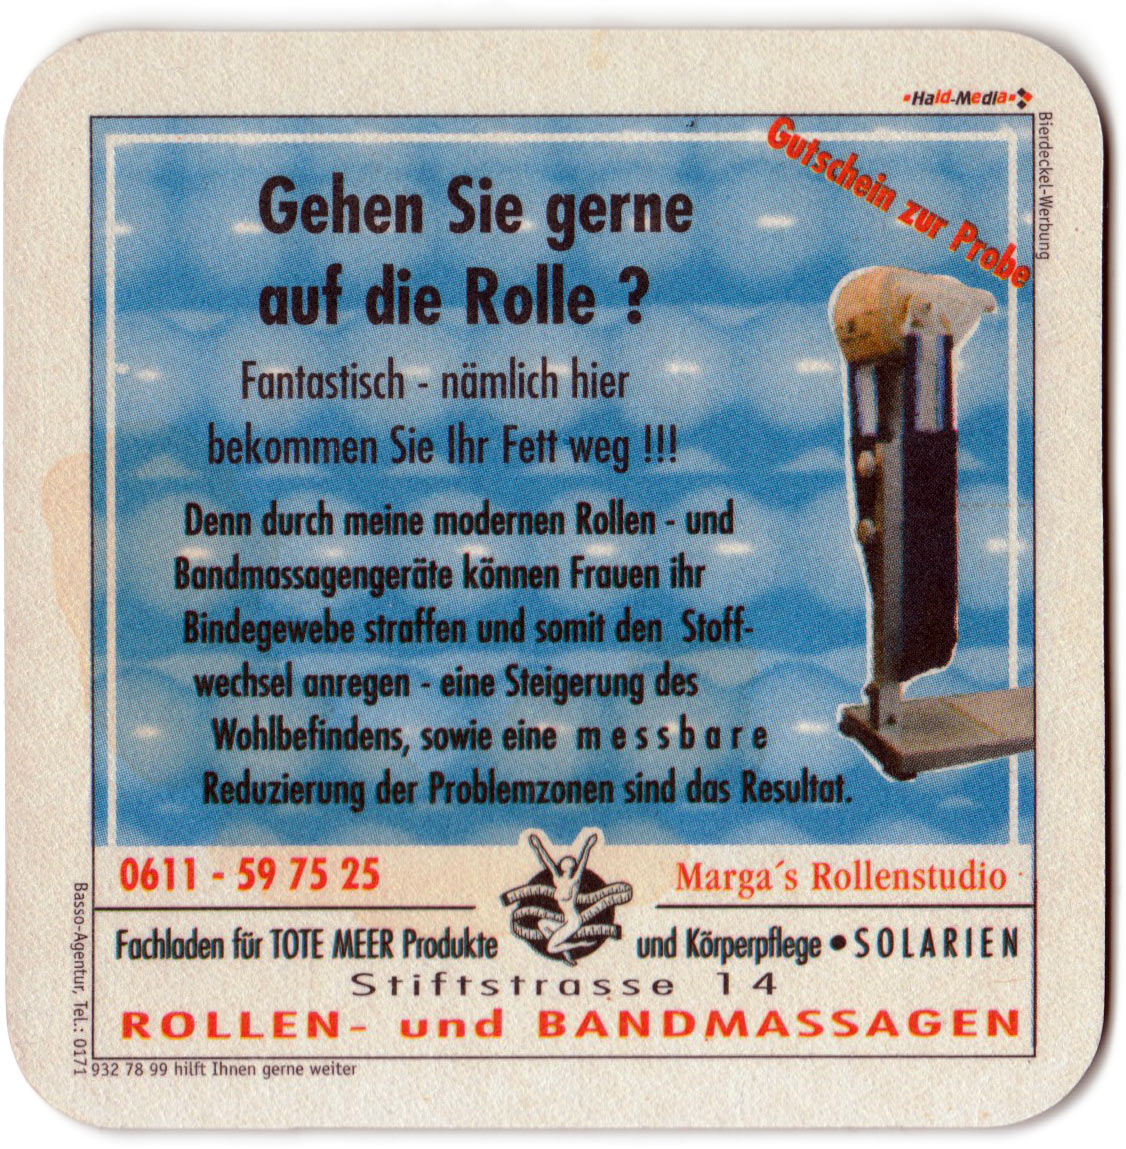 Hald-Media
Bierdeckel-Werbung
Gutschein zur Probe
Gehen Sie gerne
auf die Rolle ?
Fantastisch - nämlich hier
bekommen Sie Ihr Fett weg !!!
Denn durch meine modernen Rollen - und
Bandmassagengeräte können Frauen ihr
Bindegewebe straffen und somit den Stoff-
wechsel anregen - eine Steigerung des
Wohlbefindens, sowie eine m e s s b a r e
Reduzierung der Problemzonen sind das Resultat.
0611 - 59 75 25
Marga´s Rollenstudio
Fachladen für TOTE MEER Produkte und Körperpflege • SOLARIEN
Stiftstrasse 14
ROLLEN- und BANDMASSAGEN
Basso-Agentur, Tel.: 0171
932 78 99 hilft Ihnen gerne weiter